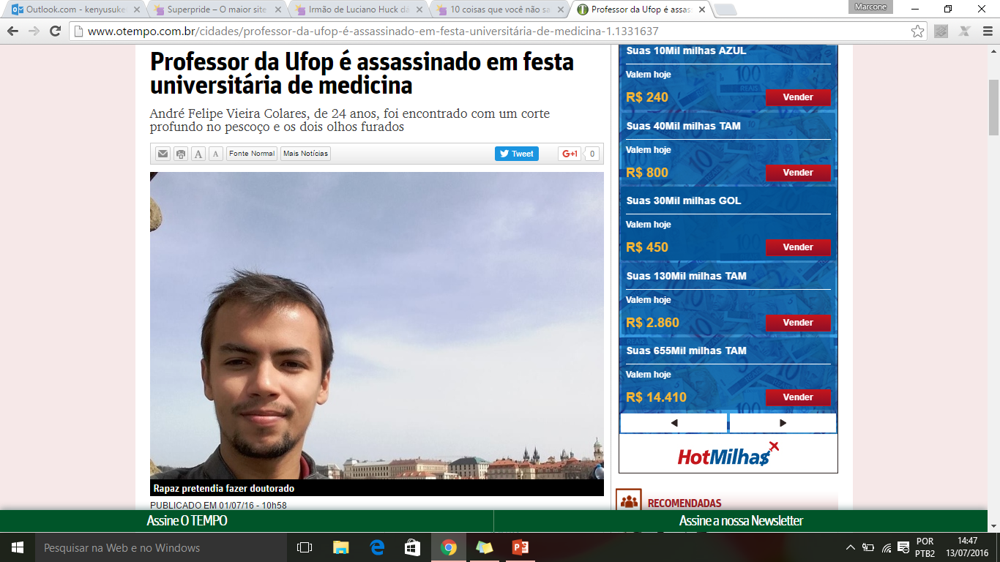 Outlook.com - kenyusuke
Superpride – O maior site
Irmão de Luciano Huck da
10 coisas que você não sa
Professor da Ufop é assas
Marcone
www.otempo.com.br/cidades/professor-da-ufop-é-assassinado-em-festa-universitária-de-medicina-1.1331637
Professor da Ufop é assassinado em festa
universitária de medicina
André Felipe Vieira Colares, de 24 anos, foi encontrado com um corte
profundo no pescoço e os dois olhos furados
A A Fonte Normal Mais Notícias Tweet G+1 0
Rapaz pretendia fazer doutorado
PUBLICADO EM 01/07/16 - 10h58
Suas 10Mil milhas AZUL
Valem hoje
R$ 240 Vender
Suas 40Mil milhas TAM
Valem hoje
R$ 800 Vender
Suas 30Mil milhas GOL
Valem hoje
R$ 450 Vender
Suas 130Mil milhas TAM
Valem hoje
R$ 2.860 Vender
Suas 655Mil milhas TAM
Valem hoje
R$ 14.410 Vender
HotMilhas
RECOMENDADAS
Assine O TEMPO
Assine a nossa Newsletter
Pesquisar na Web e no Windows
POR
PTB2
14:47
13/07/2016